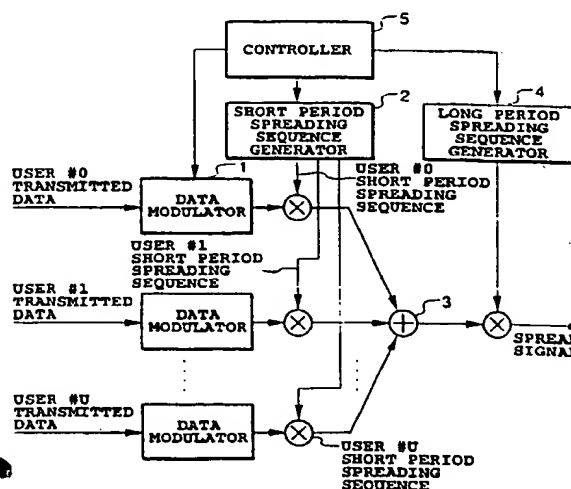 5
CONTROLLER
2
SHORT PERIOD
SPREADING
SEQUENCE
GENERATOR
4
LONG PERIOD
SPREADING
SEQUENCE
GENERATOR
USER #0
TRANSMITTED
DATA
1
DATA
MODULATOR
USER #0
SHORT PERIOD
SPREADING
SEQUENCE
USER #1
SHORT PERIOD
SPREADING
SEQUENCE
USER #1
TRANSMITTED
DATA
DATA
MODULATOR
3
SPREA
SIGNA
USER #U
TRANSMITTED
DATA
DATA
MODULATOR
USER #U
SHORT PERIOD
SPREADING
SEQUENCE